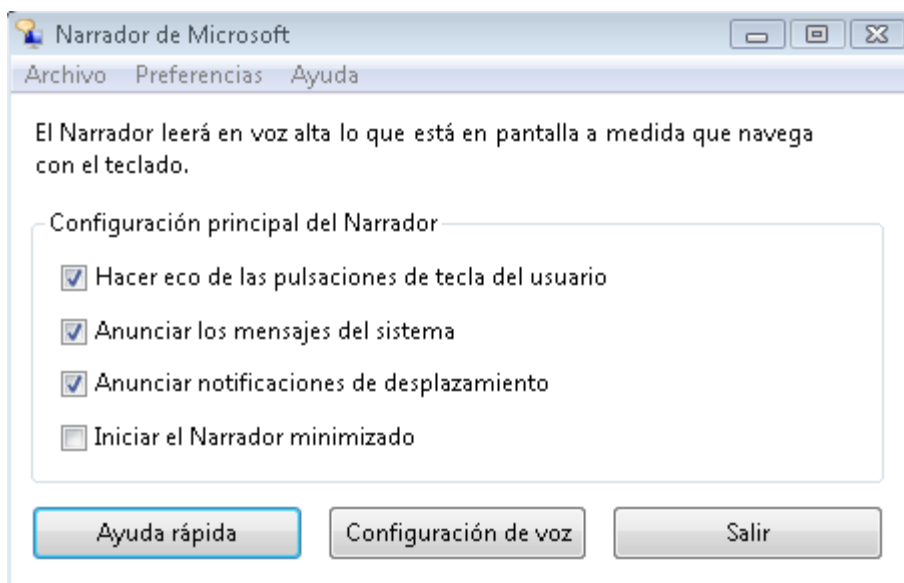 Narrador de Microsoft
Archivo Preferencias Ayuda
El Narrador leerá en voz alta lo que está en pantalla a medida que navega
con el teclado.
Configuración principal del Narrador
Hacer eco de las pulsaciones de tecla del usuario
Anunciar los mensajes del sistema
Anunciar notificaciones de desplazamiento
Iniciar el Narrador minimizado
Ayuda rápida Configuración de voz Salir